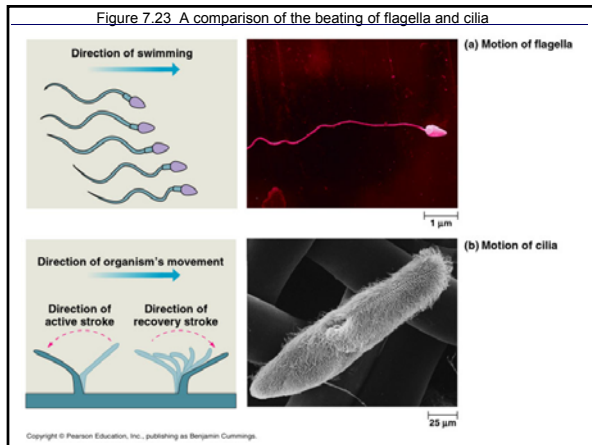 Figure 7.23 A comparison of the beating of flagella and cilia
Direction of swimming
(a) Motion of flagella
1 µm
Direction of organism's movement
Direction of
active stroke
Direction of
recovery stroke
(b) Motion of cilia
25 µm
Copyright © Pearson Education, Inc., publishing as Benjamin Cummings.